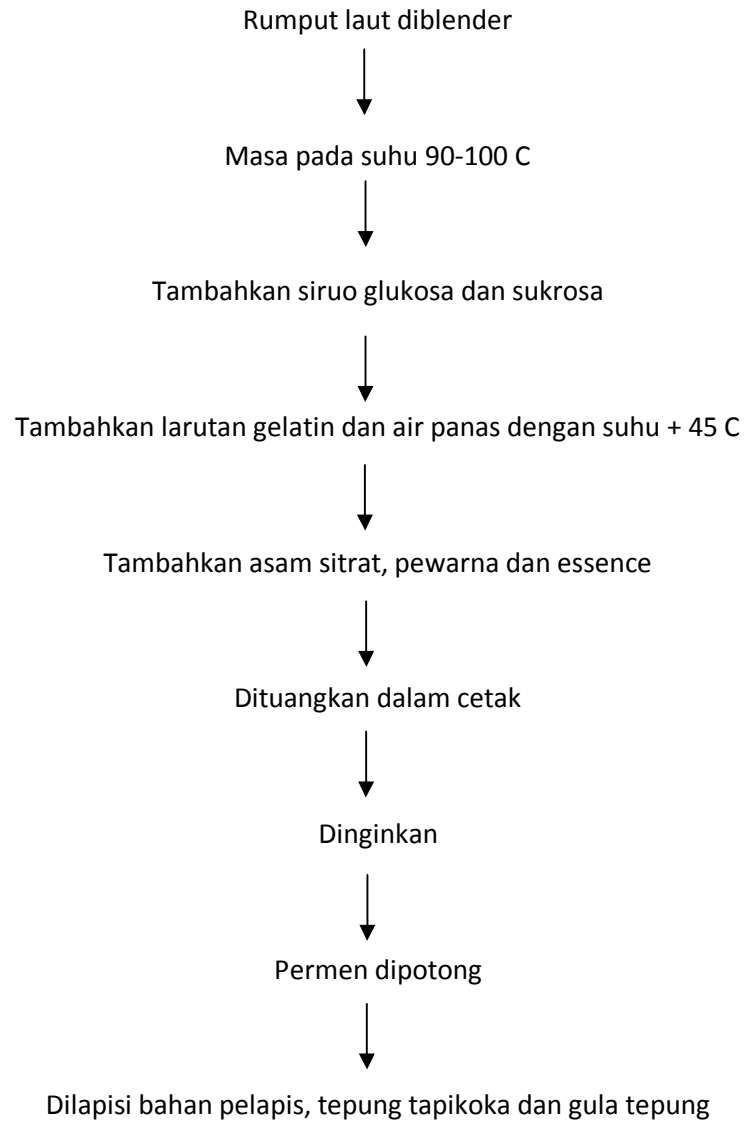 Rumput laut diblender
Masa pada suhu 90-100 C
Tambahkan siruo glukosa dan sukrosa
Tambahkan larutan gelatin dan air panas dengan suhu + 45 C
Tambahkan asam sitrat, pewarna dan essence
Dituangkan dalam cetak
Dinginkan
Permen dipotong
Dilapisi bahan pelapis, tepung tapikoka dan gula tepung